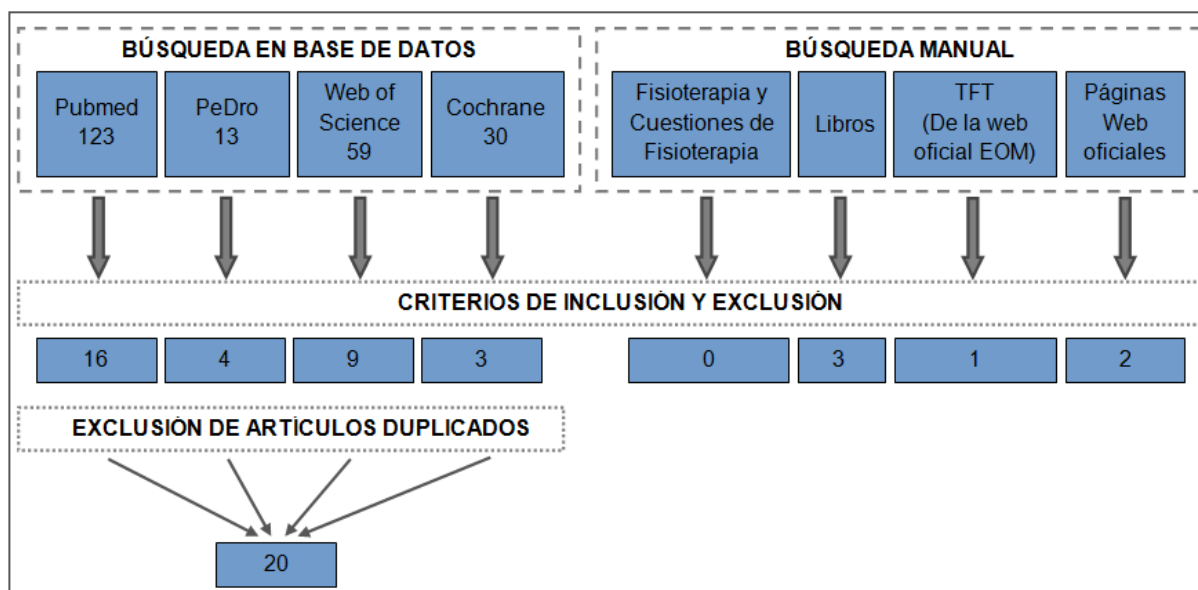 BÚSQUEDA EN BASE DE DATOS
Pubmed
123
PeDro
13
Web of
Science
59
Cochrane
30
BÚSQUEDA MANUAL
Fisioterapia y
Cuestiones de
Fisioterapia
Libros
TFT
(De la web
oficial EOM)
Páginas
Web
oficiales
CRITERIOS DE INCLUSIÓN Y EXCLUSIÓN
16
4
9
3
0
3
1
2
EXCLUSIÓN DE ARTÍCULOS DUPLICADOS
20